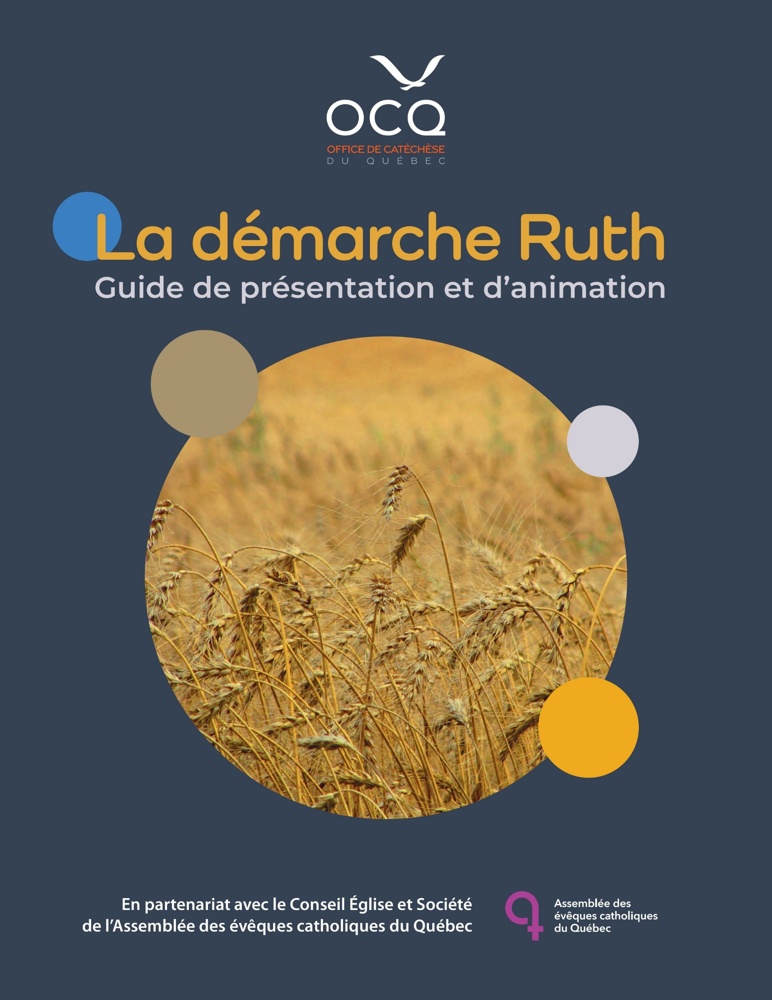 OCQ
OFFICE DE CATÉCHÈSE
DU QUÉBEC
La démarche Ruth
Guide de présentation et d’animation
En partenariat avec le Conseil Église et Société
de l’Assemblée des évêques catholiques du Québec
Assemblée des
évêques catholiques
du Québec